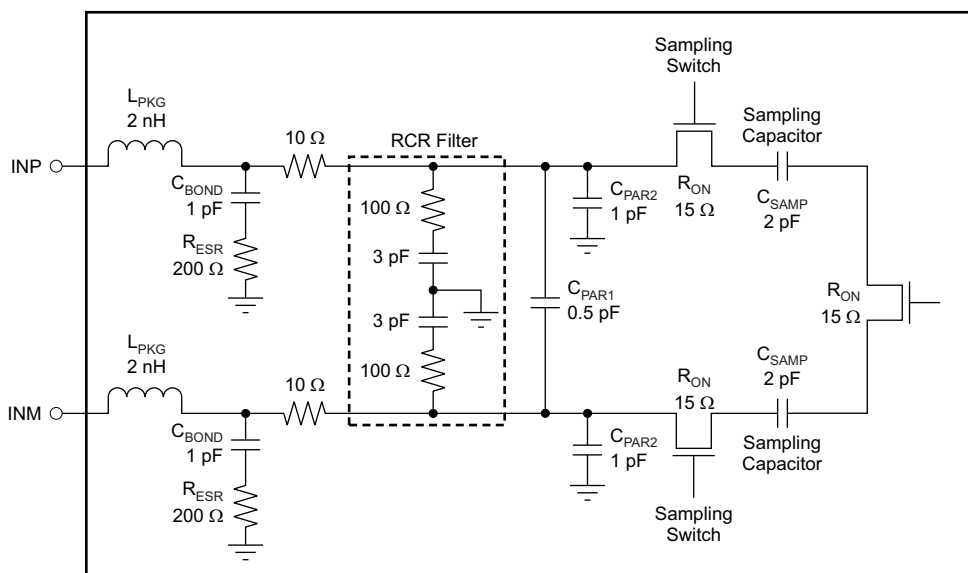 Sampling
Switch
L_PKG
2 nH
10 Ω
RCR Filter
Sampling
Capacitor
INP
C_BOND
1 pF
100 Ω
C_PAR2
1 pF
R_ON
15 Ω
C_SAMP
2 pF
R_ESR
200 Ω
3 pF
C_PAR1
0.5 pF
R_ON
15 Ω
3 pF
L_PKG
2 nH
10 Ω
100 Ω
R_ON
15 Ω
C_SAMP
2 pF
INM
C_BOND
1 pF
C_PAR2
1 pF
Sampling
Capacitor
R_ESR
200 Ω
Sampling
Switch